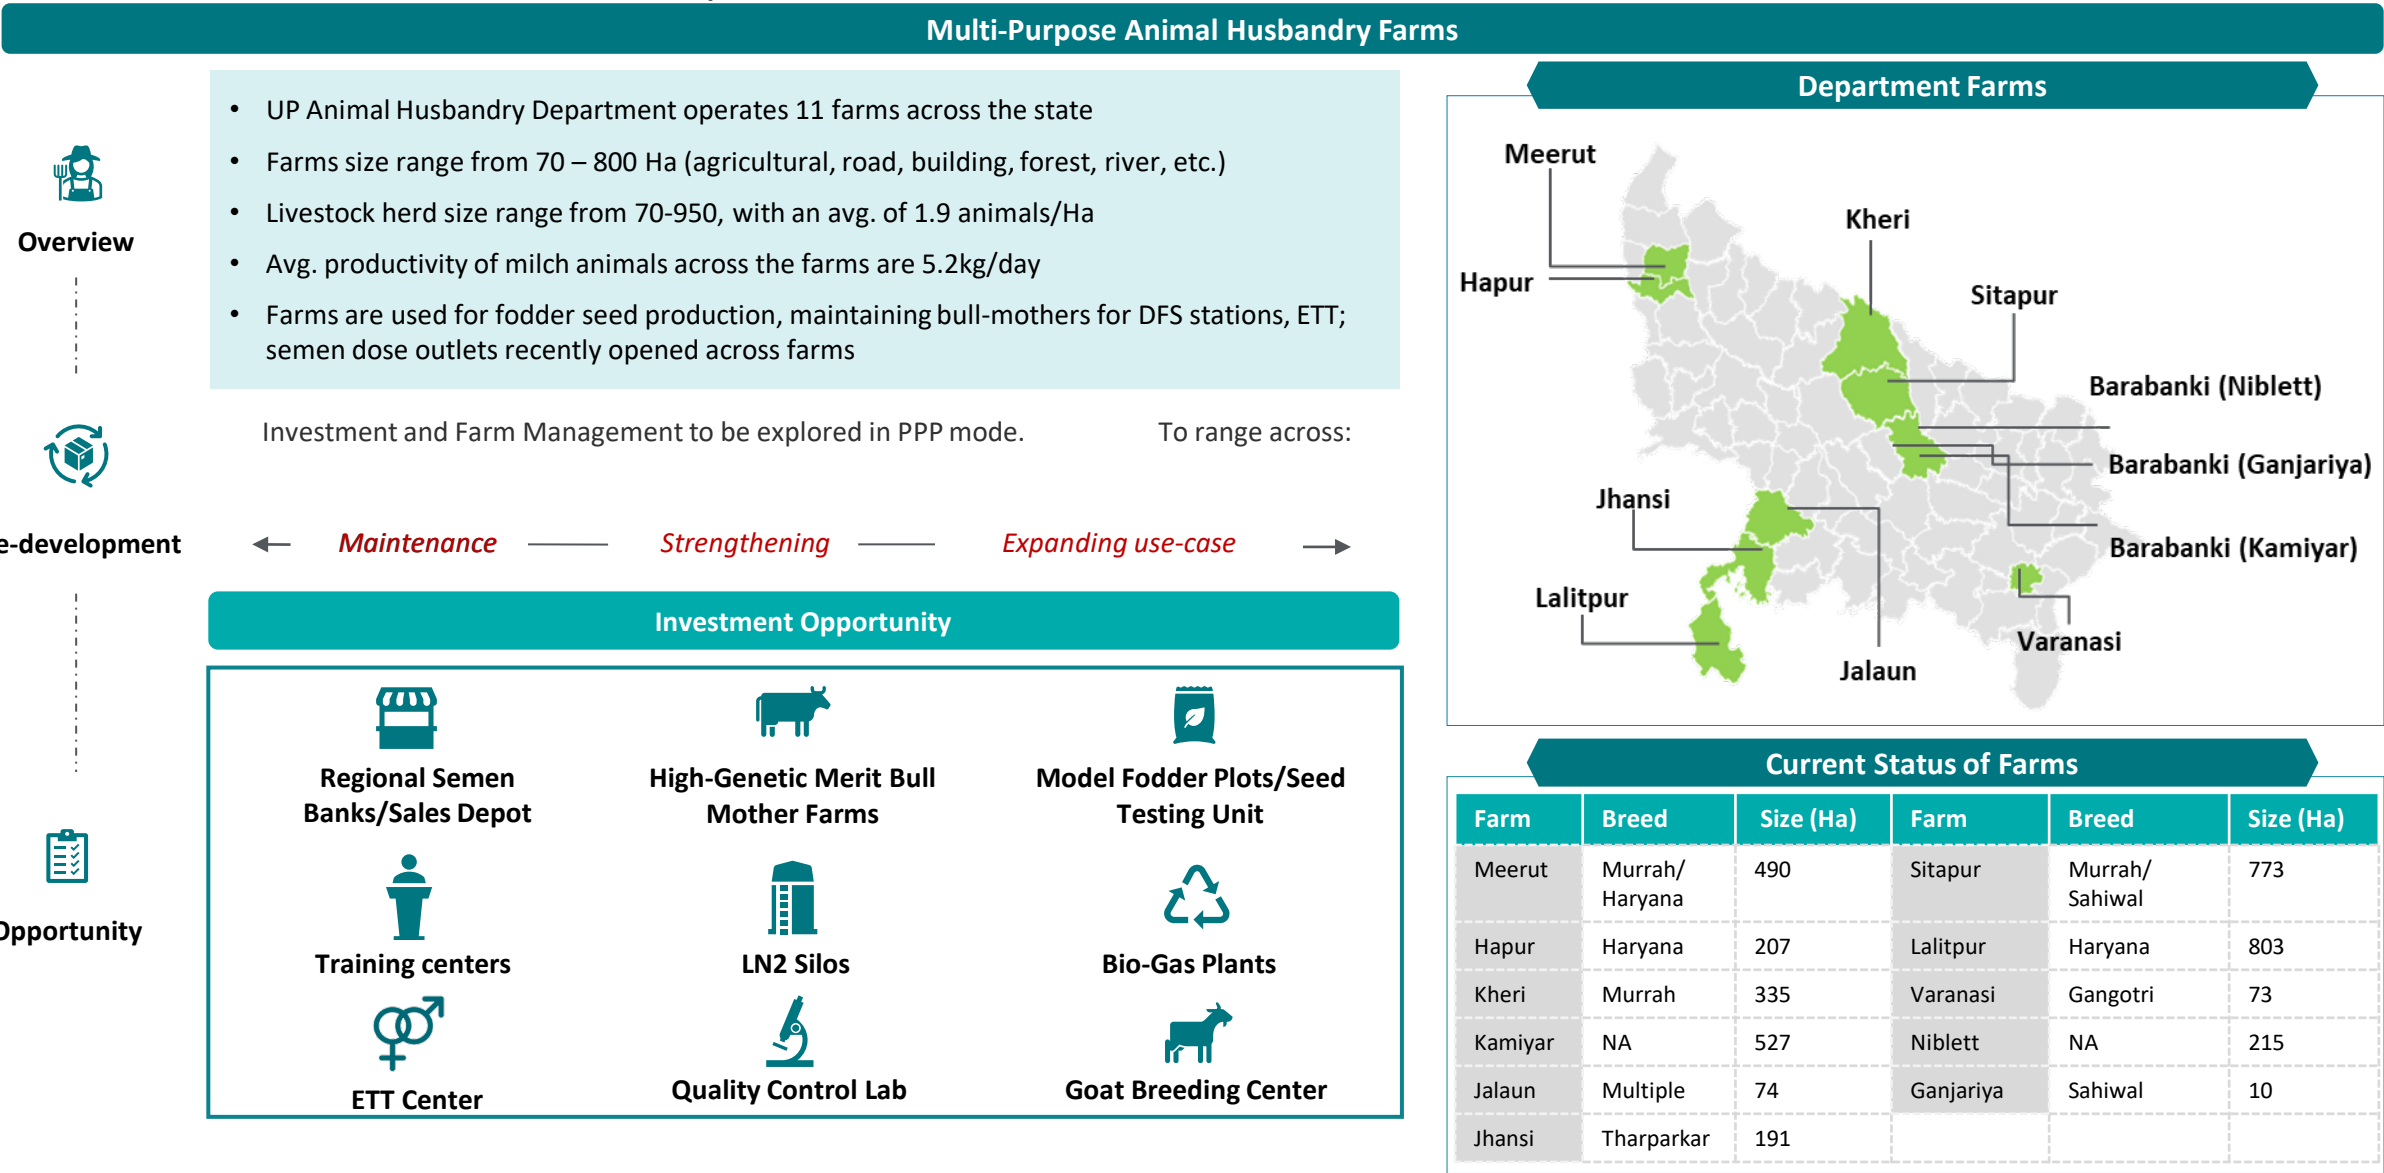 Multi-Purpose Animal Husbandry Farms
• UP Animal Husbandry Department operates 11 farms across the state
• Farms size range from 70 – 800 Ha (agricultural, road, building, forest, river, etc.)
• Livestock herd size range from 70-950, with an avg. of 1.9 animals/Ha
• Avg. productivity of milch animals across the farms are 5.2kg/day
• Farms are used for fodder seed production, maintaining bull-mothers for DFS stations, ETT;
semen dose outlets recently opened across farms
Overview
Investment and Farm Management to be explored in PPP mode. To range across:
e-development
Maintenance Strengthening Expanding use-case
Investment Opportunity
Opportunity
Regional Semen
Banks/Sales Depot
High-Genetic Merit Bull
Mother Farms
Model Fodder Plots/Seed
Testing Unit
Training centers
LN2 Silos
Bio-Gas Plants
ETT Center
Quality Control Lab
Goat Breeding Center
Department Farms
Meerut
Kheri
Hapur
Sitapur
Barabanki (Niblett)
Barabanki (Ganjariya)
Jhansi
Barabanki (Kamiyar)
Lalitpur
Varanasi
Jalaun
Current Status of Farms
Farm Breed Size (Ha) Farm Breed Size (Ha)
Meerut Murrah/ 490 Sitapur Murrah/ 773
Haryana Sahiwal
Hapur Haryana 207 Lalitpur Haryana 803
Kheri Murrah 335 Varanasi Gangotri 73
Kamiyar NA 527 Niblett NA 215
Jalaun Multiple 74 Ganjariya Sahiwal 10
Jhansi Tharparkar 191